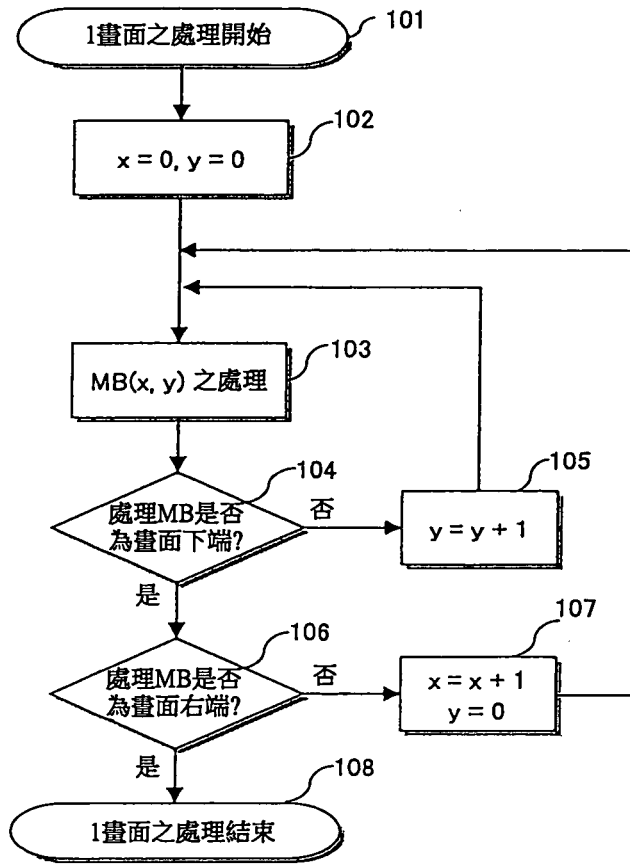 1畫面之處理開始
101
102
x = 0, y = 0
103
MB(x, y) 之處理
104
處理MB是否
為畫面下端?
否
105
y = y + 1
是
106
處理MB是否
為畫面右端?
否
107
x = x + 1
y = 0
是
108
1畫面之處理結束